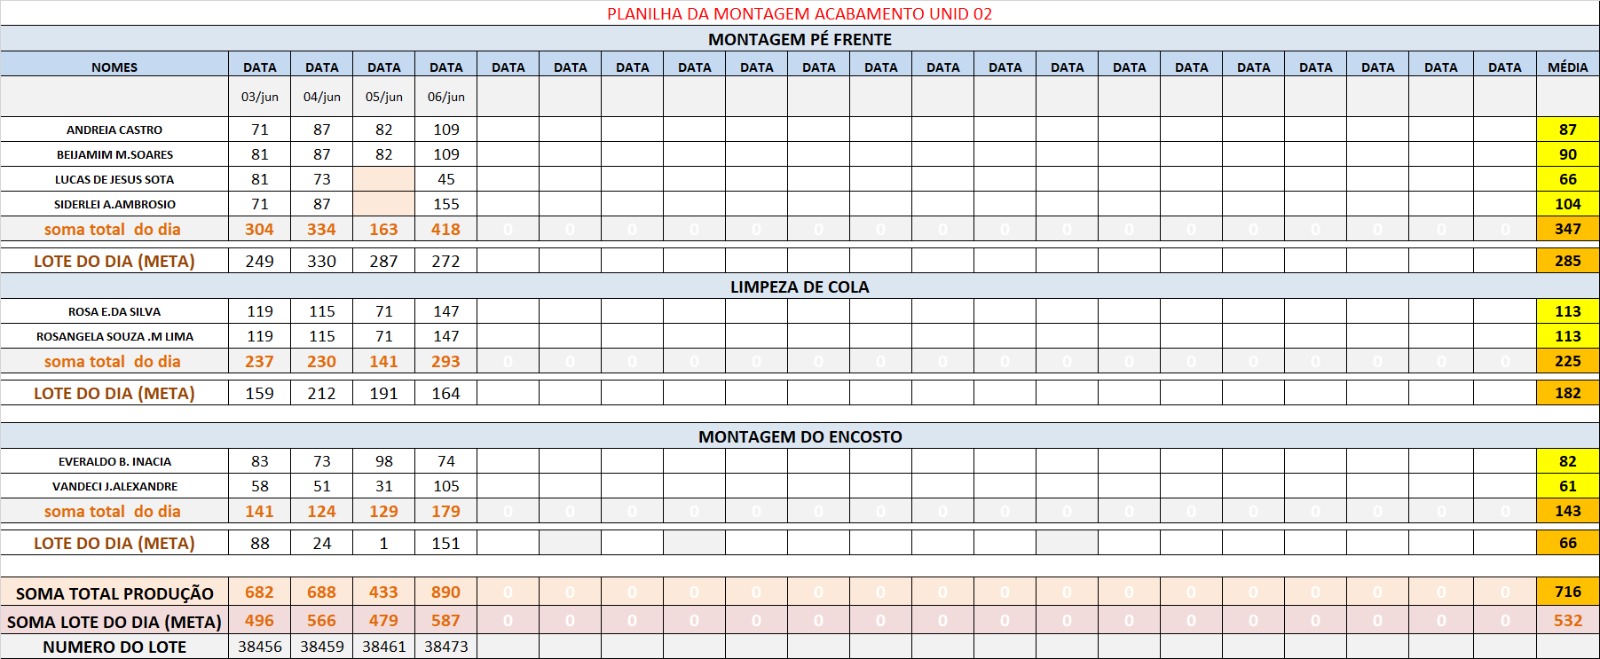 PLANILHA DA MONTAGEM ACABAMENTO UNID 02
MONTAGEM PÉ FRENTE
NOMES DATA DATA DATA DATA DATA DATA DATA DATA DATA DATA DATA DATA DATA DATA DATA DATA DATA DATA DATA DATA DATA MÉDIA
03/jun 04/jun 05/jun 06/jun
ANDREIA CASTRO 71 87 82 109 87
BEIJAMIM M.SOARES 81 87 82 109 90
LUCAS DE JESUS SOTA 81 73 45 66
SIDERLEI A.AMBROSIO 71 87 155 104
soma total do dia 304 334 163 418 0 0 0 0 0 0 0 0 0 0 0 0 0 0 0 0 0 347
LOTE DO DIA (META) 249 330 287 272 285
LIMPEZA DE COLA
ROSA E.DA SILVA 119 115 71 147 113
ROSANGELA SOUZA .M LIMA 119 115 71 147 113
soma total do dia 237 230 141 293 0 0 0 0 0 0 0 0 0 0 0 0 0 0 0 0 0 225
LOTE DO DIA (META) 159 212 191 164 182
MONTAGEM DO ENCOSTO
EVERALDO B. INACIA 83 73 98 74 82
VANDECI J.ALEXANDRE 58 51 31 105 61
soma total do dia 141 124 129 179 0 0 0 0 0 0 0 0 0 0 0 0 0 0 0 0 0 143
LOTE DO DIA (META) 88 24 1 151 66
SOMA TOTAL PRODUÇÃO 682 688 433 890 0 0 0 0 0 0 0 0 0 0 0 0 0 0 0 0 0 716
SOMA LOTE DO DIA (META) 496 566 479 587 0 0 0 0 0 0 0 0 0 0 0 0 0 0 0 0 0 532
NUMERO DO LOTE 38456 38459 38461 38473